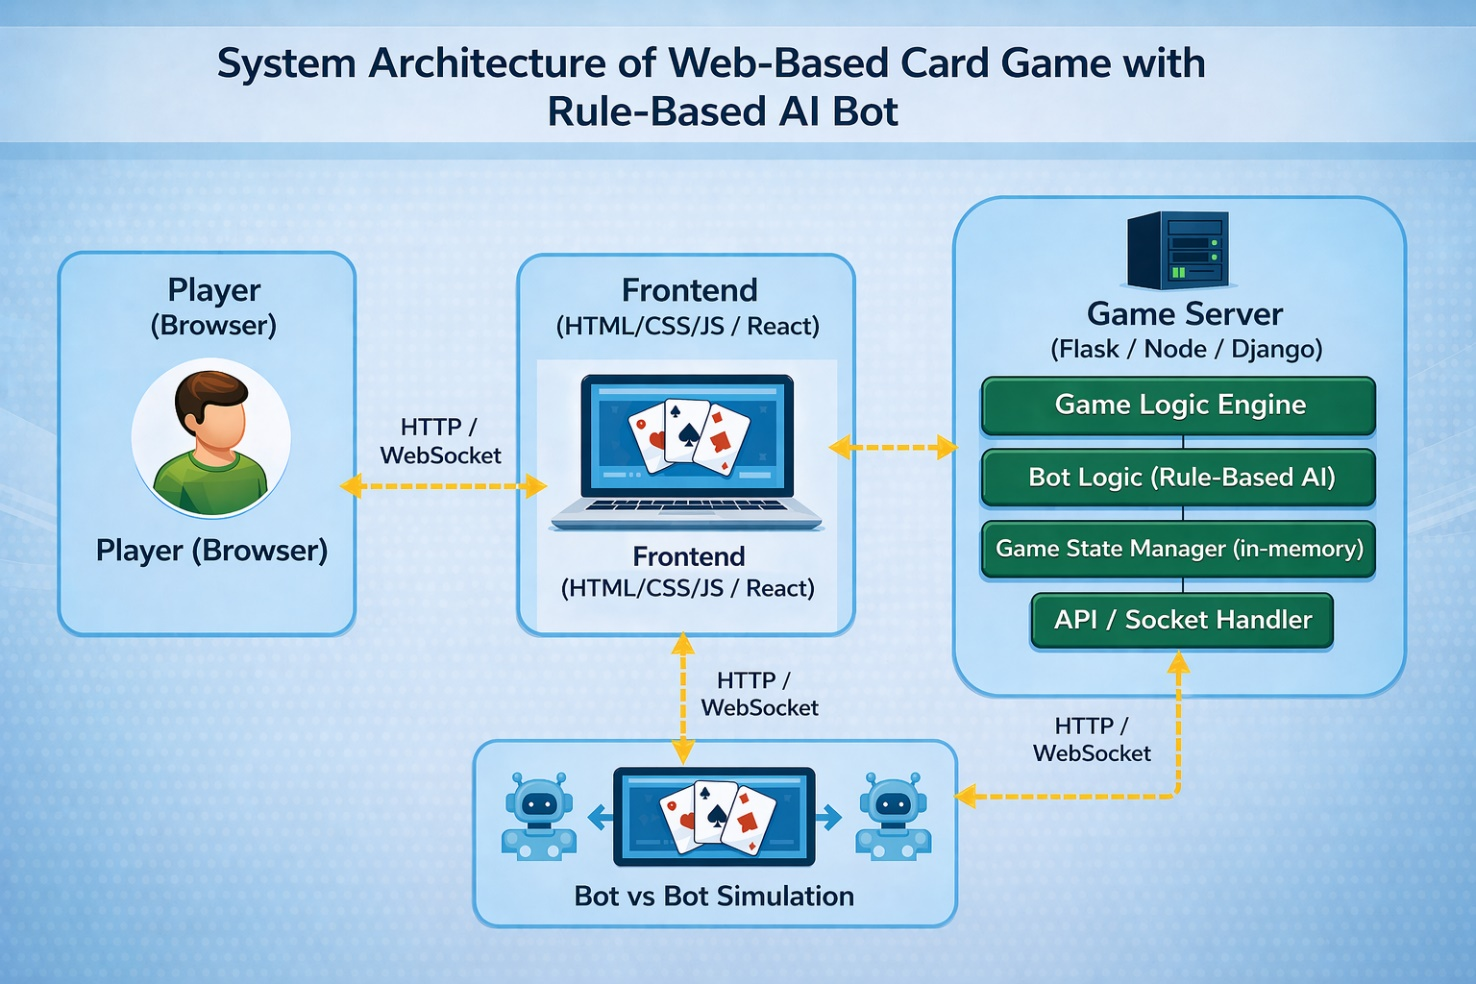 System Architecture of Web-Based Card Game with
Rule-Based AI Bot
Player
(Browser)
Player (Browser)
HTTP /
WebSocket
Frontend
(HTML/CSS/JS / React)
Frontend
(HTML/CSS/JS / React)
Game Server
(Flask / Node / Django)
Game Logic Engine
Bot Logic (Rule-Based AI)
Game State Manager (in-memory)
API / Socket Handler
HTTP /
WebSocket
HTTP /
WebSocket
Bot vs Bot Simulation